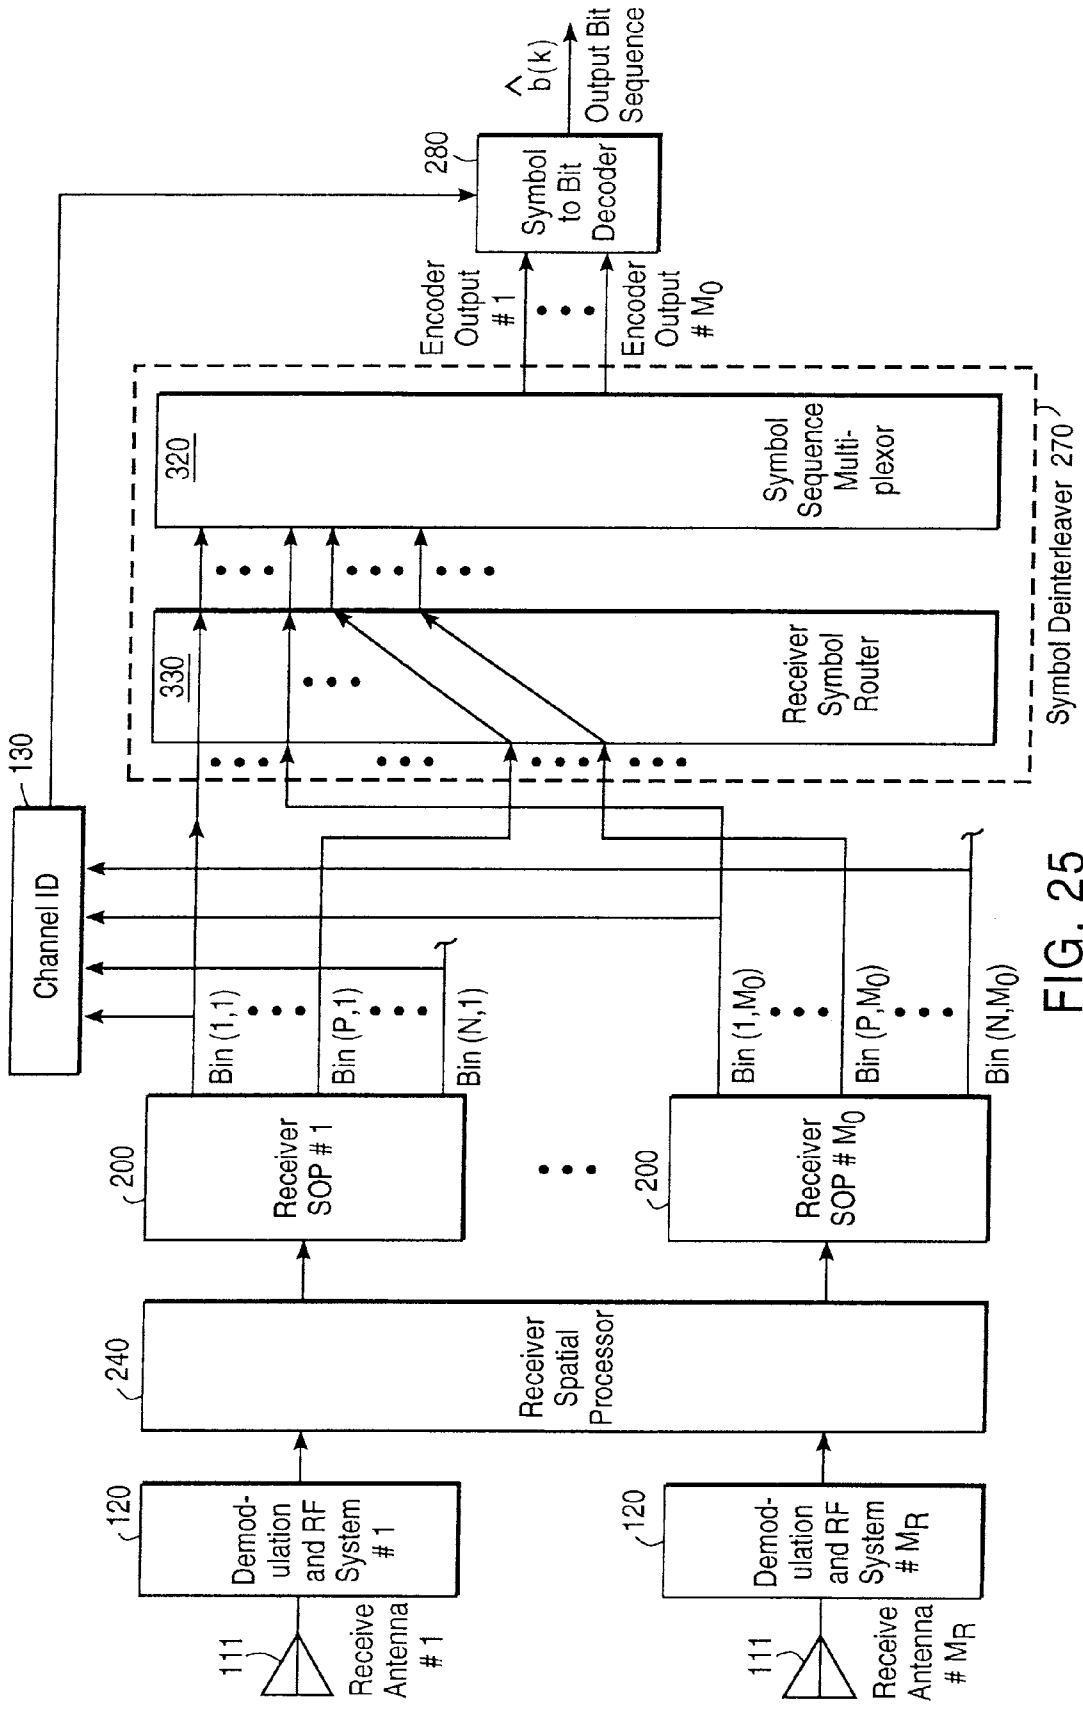 111
Receive
Antenna
# 1
120
Demod-
ulation
and RF
System
# 1
111
Receive
Antenna
# MR
120
Demod-
ulation
and RF
System
# MR
240
Receiver
Spatial
Processor
200
Receiver
SOP # 1
200
Receiver
SOP # M0
Bin (1,1)
Bin (P,1)
Bin (N,1)
Bin (1,M0)
Bin (P,M0)
Bin (N,M0)
130
Channel ID
330
Receiver
Symbol
Router
320
Symbol
Sequence
Multi-
plexor
Symbol Deinterleaver 270
Encoder
Output
# 1
Encoder
Output
# M0
280
Symbol
to Bit
Decoder
^
b(k)
Output Bit
Sequence
FIG. 25